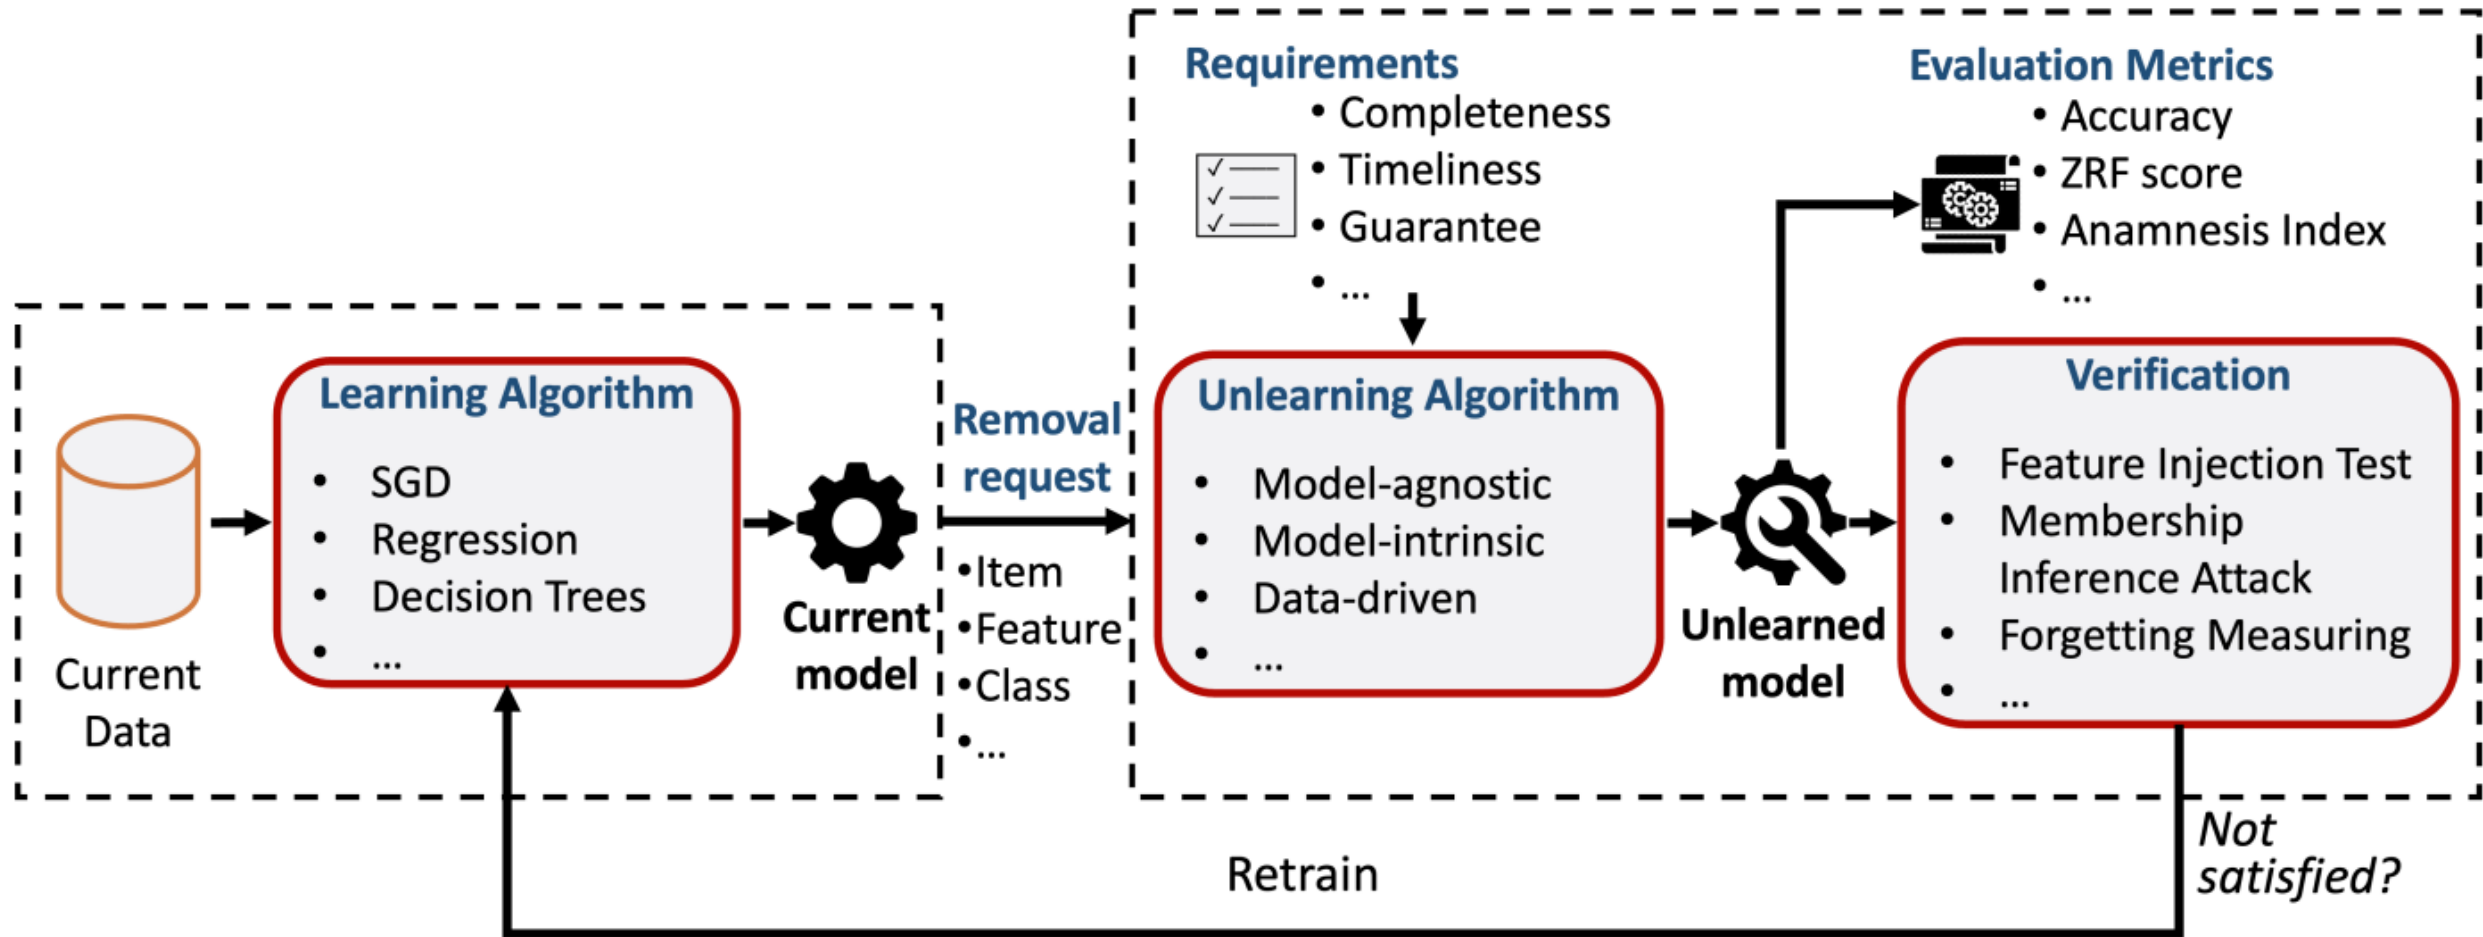 Requirements
• Completeness
• Timeliness
• Guarantee
• ...
Evaluation Metrics
• Accuracy
• ZRF score
• Anamnesis Index
• ...
Current
Data
Learning Algorithm
• SGD
• Regression
• Decision Trees
• ...
Current
model
Removal
request
•Item
•Feature
•Class
•...
Unlearning Algorithm
• Model-agnostic
• Model-intrinsic
• Data-driven
• ...
Unlearned
model
Verification
• Feature Injection Test
• Membership
Inference Attack
• Forgetting Measuring
• ...
Not
satisfied?
Retrain